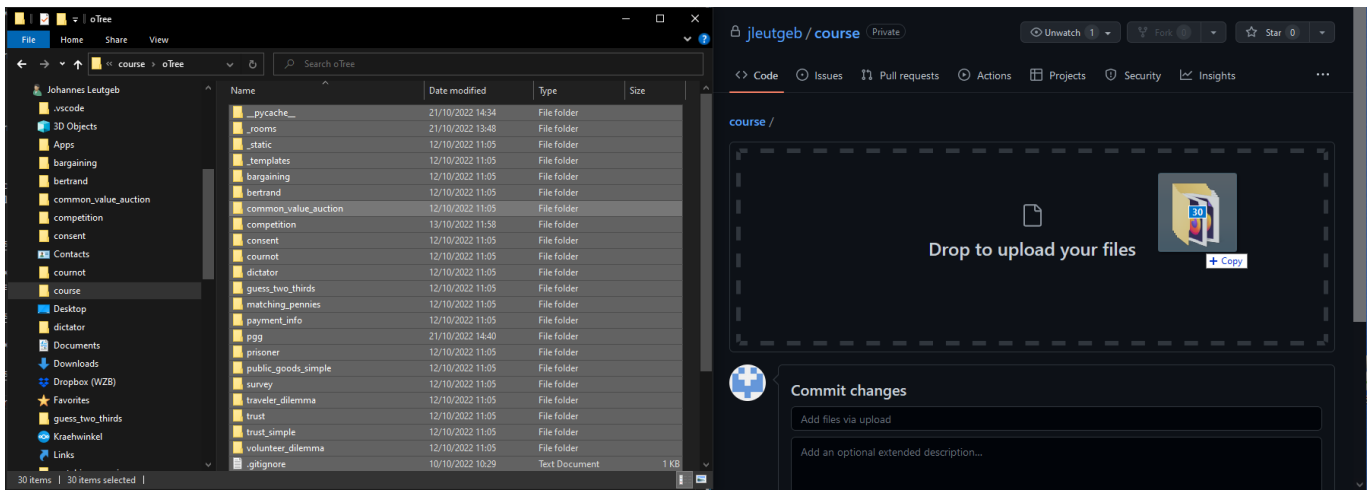 oTree
File Home Share View
course › oTree
Search oTree
Johannes Leutgeb
.vscode
3D Objects
Apps
bargaining
bertrand
common_value_auction
competition
consent
Contacts
cournot
course
Desktop
dictator
Documents
Downloads
Dropbox (WZB)
Favorites
guess_two_thirds
Kraehwinkel
Links
Name Date modified Type Size
__pycache__ 21/10/2022 14:34 File folder
_rooms 21/10/2022 13:48 File folder
_static 12/10/2022 11:05 File folder
_templates 12/10/2022 11:05 File folder
bargaining 12/10/2022 11:05 File folder
bertrand 12/10/2022 11:05 File folder
common_value_auction 12/10/2022 11:05 File folder
competition 13/10/2022 11:58 File folder
consent 12/10/2022 11:05 File folder
cournot 12/10/2022 11:05 File folder
dictator 12/10/2022 11:05 File folder
guess_two_thirds 12/10/2022 11:05 File folder
matching_pennies 12/10/2022 11:05 File folder
payment_info 12/10/2022 11:05 File folder
pgg 21/10/2022 14:40 File folder
prisoner 12/10/2022 11:05 File folder
public_goods_simple 12/10/2022 11:05 File folder
survey 12/10/2022 11:05 File folder
traveler_dilemma 12/10/2022 11:05 File folder
trust 12/10/2022 11:05 File folder
trust_simple 12/10/2022 11:05 File folder
volunteer_dilemma 12/10/2022 11:05 File folder
.gitignore 10/10/2022 10:29 Text Document 1 KB
30 items 30 items selected
jleutgeb / course Private
Unwatch 1 Fork 0 Star 0
Code Issues Pull requests Actions Projects Security Insights
course /
30
Drop to upload your files
+ Copy
Commit changes
Add files via upload
Add an optional extended description...